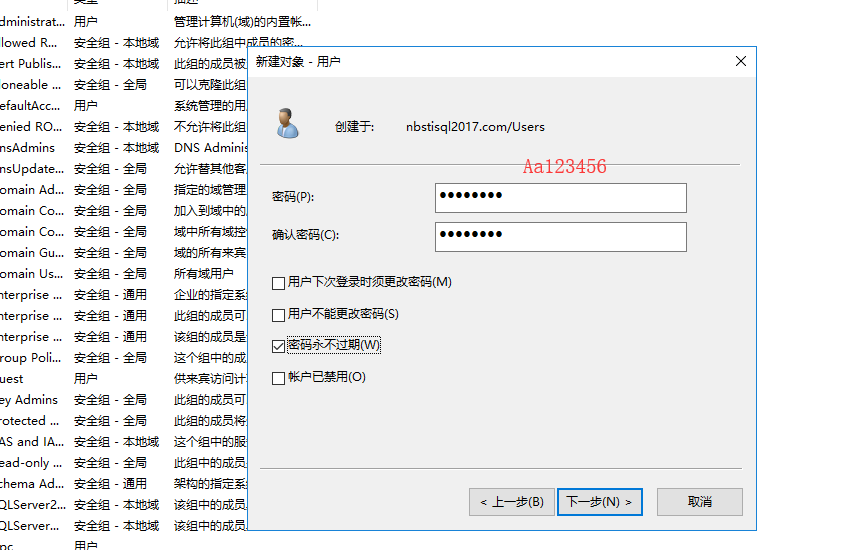 类型 描述
dministrat... 用户 管理计算机(域)的内置帐...
llowed R... 安全组 - 本地域 允许将此组中成员的密...
ert Publis... 安全组 - 本地域 此组的成员被
loneable ... 安全组 - 全局 可以克隆此组
efaultAcc... 用户 系统管理的用
enied RO... 安全组 - 本地域 不允许将此组
nsAdmins 安全组 - 本地域 DNS Adminis
nsUpdate... 安全组 - 全局 允许替其他客
omain Ad... 安全组 - 全局 指定的域管理
omain Co... 安全组 - 全局 加入到域中的
omain Co... 安全组 - 全局 域中所有域控
omain Gu... 安全组 - 全局 域的所有来宾
omain Us... 安全组 - 全局 所有域用户
nterprise ... 安全组 - 通用 企业的指定系
nterprise ... 安全组 - 通用 此组的成员可
nterprise ... 安全组 - 通用 该组的成员是
roup Poli... 安全组 - 全局 这个组中的成
uest 用户 供来宾访问计
ey Admins 安全组 - 全局 此组的成员可
rotected ... 安全组 - 全局 此组的成员将
AS and IA... 安全组 - 本地域 这个组中的服
ead-only ... 安全组 - 全局 此组中的成员
chema Ad... 安全组 - 通用 架构的指定系
QLServer2... 安全组 - 本地域 该组中的成员
QLServer... 安全组 - 本地域 该组中的成员
pc 用户
新建对象 - 用户
创建于: nbstisql2017.com/Users
Aa123456
密码(P): ●●●●●●●●
确认密码(C): ●●●●●●●●
用户下次登录时须更改密码(M)
用户不能更改密码(S)
密码永不过期(W)
帐户已禁用(O)
< 上一步(B) 下一步(N) > 取消